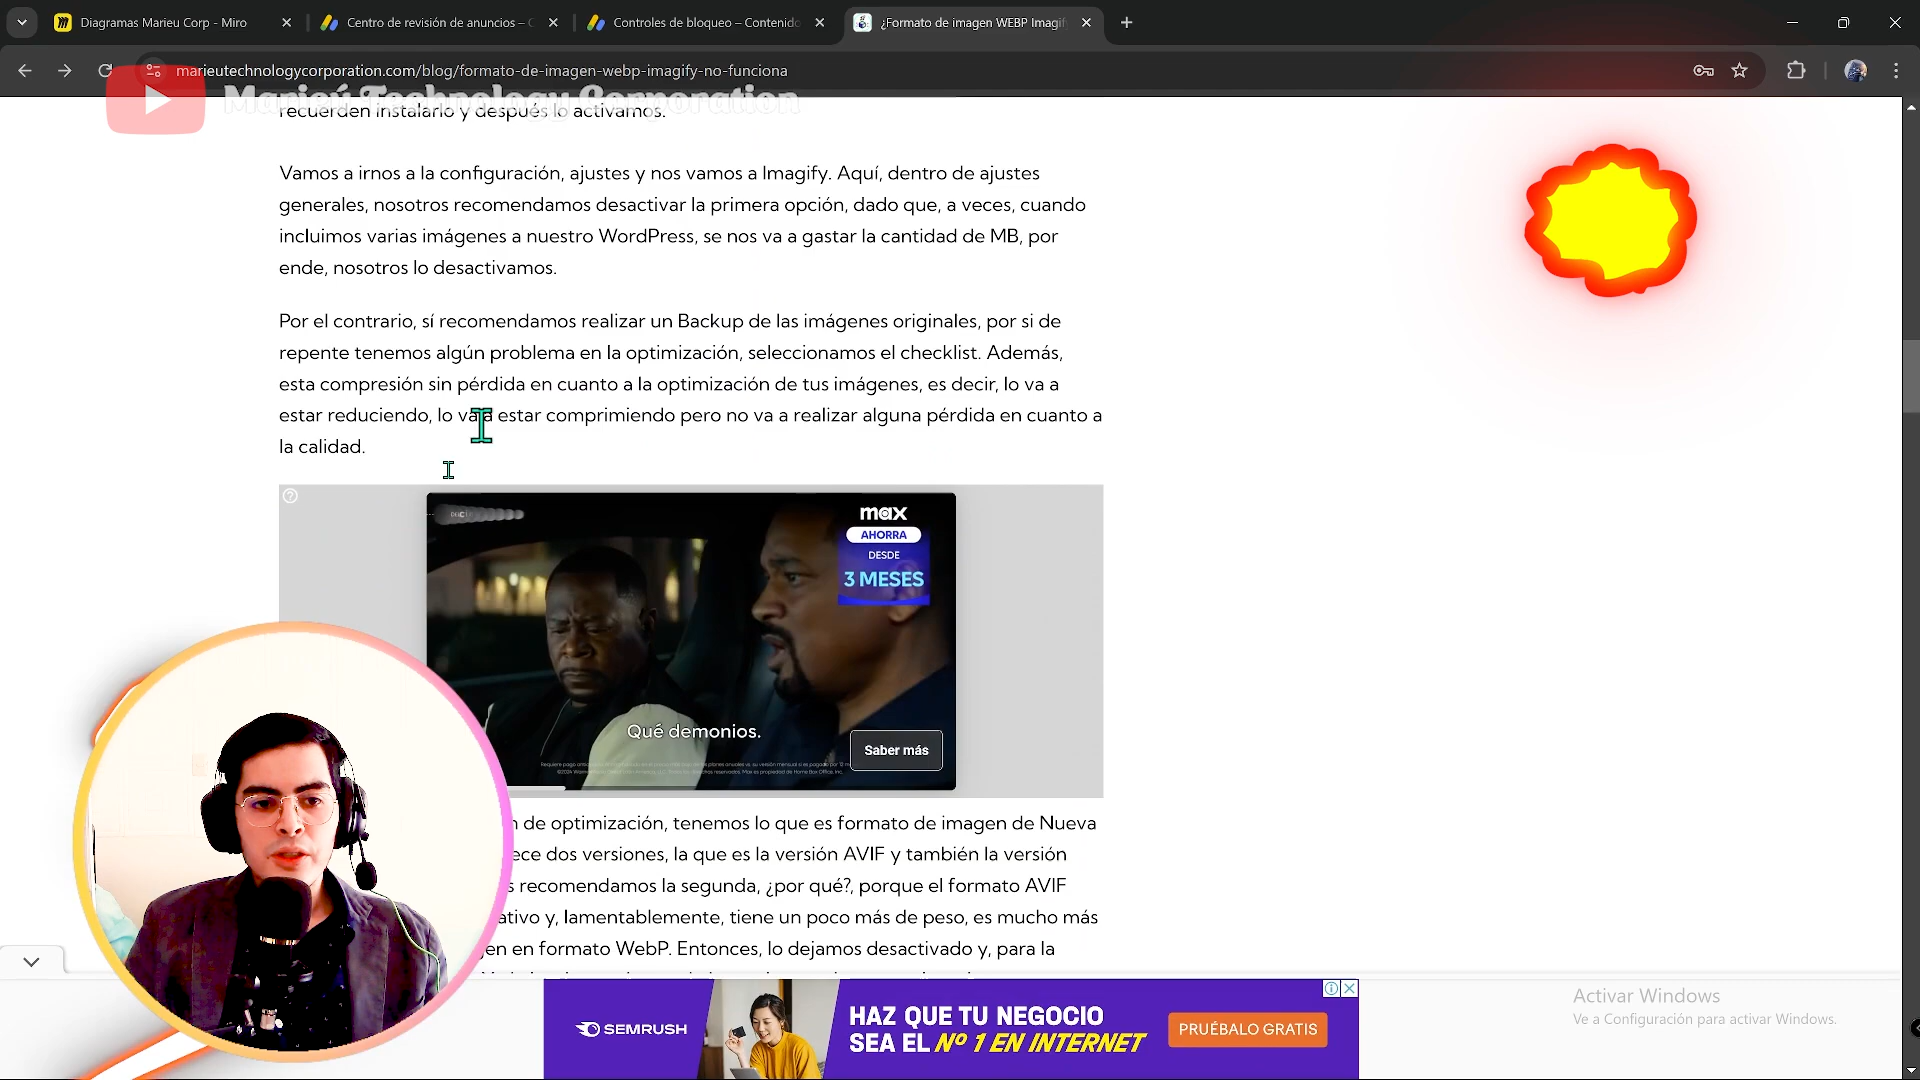 Diagramas Marieu Corp - Miro
Centro de revisión de anuncios – C
Controles de bloqueo – Contenido
¿Formato de imagen WEBP Imagif
marieutechnologycorporation.com/blog/formato-de-imagen-webp-imagify-no-funciona
Marieú Technology Corporation
recuerden instalarlo y después lo activamos.
Vamos a irnos a la configuración, ajustes y nos vamos a Imagify. Aquí, dentro de ajustes
generales, nosotros recomendamos desactivar la primera opción, dado que, a veces, cuando
incluimos varias imágenes a nuestro WordPress, se nos va a gastar la cantidad de MB, por
ende, nosotros lo desactivamos.
Por el contrario, sí recomendamos realizar un Backup de las imágenes originales, por si de
repente tenemos algún problema en la optimización, seleccionamos el checklist. Además,
esta compresión sin pérdida en cuanto a la optimización de tus imágenes, es decir, lo va a
estar reduciendo, lo va a estar comprimiendo pero no va a realizar alguna pérdida en cuanto a
la calidad.
max
AHORRA
DESDE
3 MESES
Qué demonios.
Saber más
n de optimización, tenemos lo que es formato de imagen de Nueva
ece dos versiones, la que es la versión AVIF y también la versión
s recomendamos la segunda, ¿por qué?, porque el formato AVIF
ativo y, lamentablemente, tiene un poco más de peso, es mucho más
gen en formato WebP. Entonces, lo dejamos desactivado y, para la
SEMRUSH
HAZ QUE TU NEGOCIO
SEA EL Nº 1 EN INTERNET
PRUÉBALO GRATIS
Activar Windows
Ve a Configuración para activar Windows.